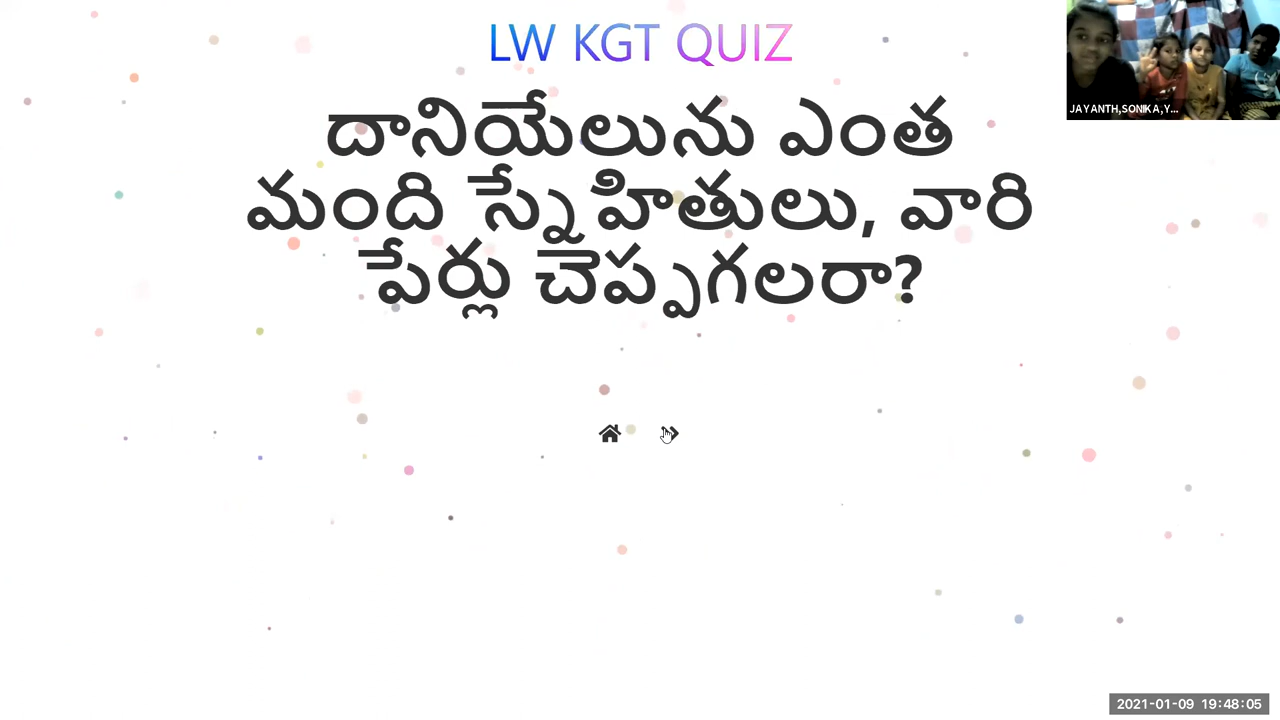 LW KGT QUIZ
దానియేలును ఎంత
మంది స్నేహితులు, వారి
పేర్లు చెప్పగలరా?
JAYANTH,SONIKA,Y...
2021-01-09 19:48:05